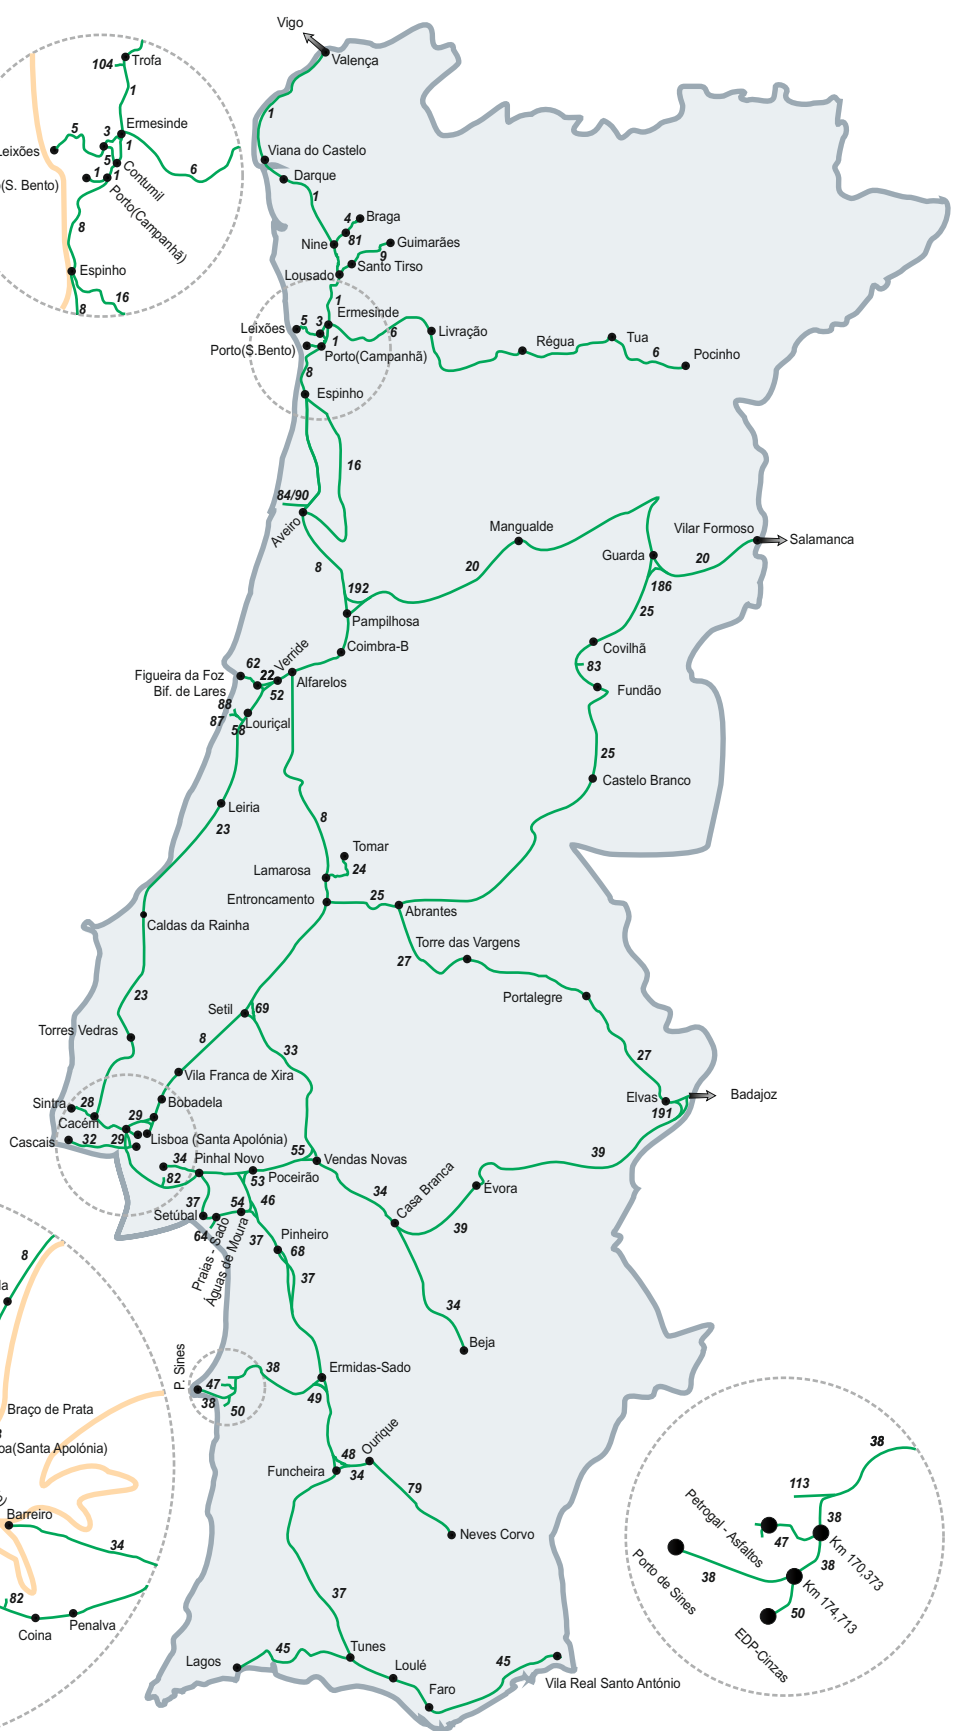 Vigo
Valença
104
Trofa
1
1
Ermesinde
5
3
1
Leixões
Viana do Castelo
5
Contumil
6
Darque
(S. Bento)
1
1
Porto(Campanhã)
1
4
Braga
8
Nine
81
Guimarães
9
Espinho
Santo Tirso
Lousado
16
8
1
Ermesinde
5
3
6
Leixões
Livração
Tua
Régua
1
Porto(S.Bento)
Porto(Campanhã)
6
Pocinho
8
Espinho
16
84/90
Aveiro
Mangualde
Vilar Formoso
Salamanca
Guarda
20
8
20
192
186
25
Pampilhosa
Coimbra-B
Covilhã
Verride
62
83
Figueira da Foz
22
Alfarelos
Bif. de Lares
52
Fundão
88
87
Louriçal
58
25
Castelo Branco
Leiria
8
23
Tomar
Lamarosa
24
Entroncamento
25
Abrantes
Caldas da Rainha
Torre das Vargens
27
23
Portalegre
Setil
69
Torres Vedras
8
33
27
Vila Franca de Xira
Sintra
28
Bobadela
Elvas
Badajoz
Cacém
29
191
Cascais
32
29
Lisboa (Santa Apolónia)
55
39
34
Pinhal Novo
Vendas Novas
Poceirão
82
53
34
Casa Branca
Évora
37
54
46
Setúbal
39
64
Praias - Sado
Águas de Moura
37
Pinheiro
68
8
37
34
Beja
P. Sines
38
Ermidas-Sado
47
38
49
50
Braço de Prata
Ourique
(Santa Apolónia)
48
Funcheira
34
38
79
113
Petrogal - Asfaltos
Barreiro
38
Neves Corvo
47
Km 170,373
34
Porto de Sines
38
38
Km 174,713
37
82
50
Coina
Penalva
EDP-Cinzas
45
Tunes
Lagos
Loulé
45
Faro
Vila Real Santo António